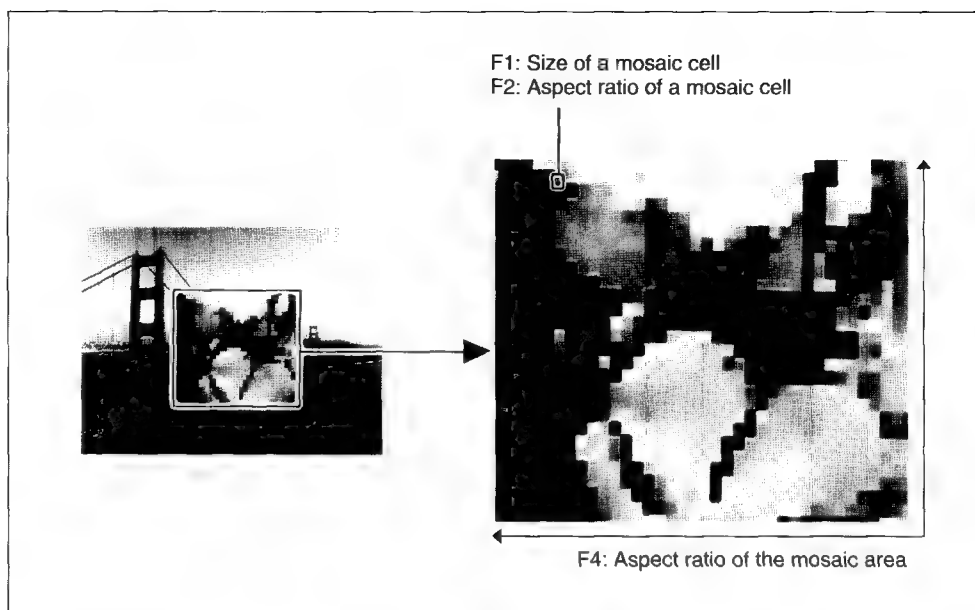 F1: Size of a mosaic cell
F2: Aspect ratio of a mosaic cell
F4: Aspect ratio of the mosaic area